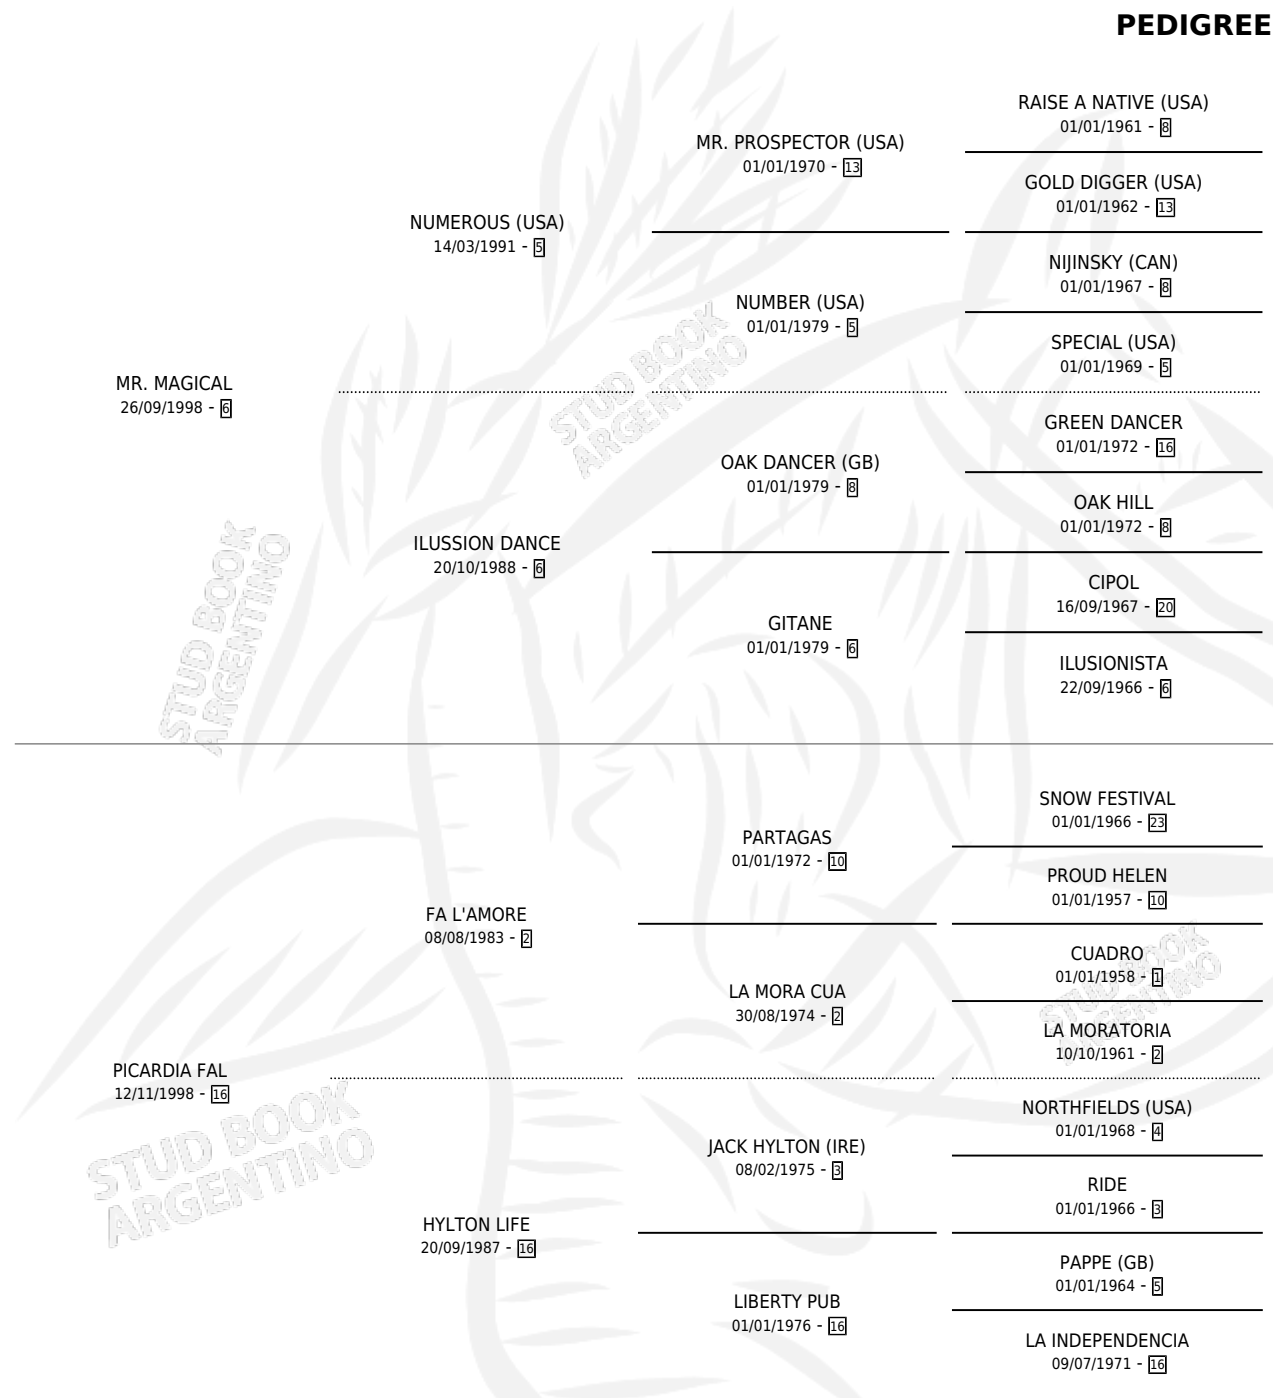 PEDIGREE
RAISE A NATIVE (USA)
01/01/1961 - 8
MR. PROSPECTOR (USA)
01/01/1970 - 13
GOLD DIGGER (USA)
01/01/1962 - 13
NUMEROUS (USA)
14/03/1991 - 5
NIJINSKY (CAN)
01/01/1967 - 8
NUMBER (USA)
01/01/1979 - 5
SPECIAL (USA)
01/01/1969 - 5
MR. MAGICAL
26/09/1998 - 6
GREEN DANCER
01/01/1972 - 16
OAK DANCER (GB)
01/01/1979 - 8
OAK HILL
01/01/1972 - 8
ILUSSION DANCE
20/10/1988 - 6
CIPOL
16/09/1967 - 20
GITANE
01/01/1979 - 6
ILUSIONISTA
22/09/1966 - 6
SNOW FESTIVAL
01/01/1966 - 23
PARTAGAS
01/01/1972 - 10
PROUD HELEN
01/01/1957 - 10
FA L'AMORE
08/08/1983 - 2
CUADRO
01/01/1958 - 1
LA MORA CUA
30/08/1974 - 2
LA MORATORIA
10/10/1961 - 2
PICARDIA FAL
12/11/1998 - 16
NORTHFIELDS (USA)
01/01/1968 - 4
JACK HYLTON (IRE)
08/02/1975 - 3
RIDE
01/01/1966 - 3
HYLTON LIFE
20/09/1987 - 16
PAPPE (GB)
01/01/1964 - 5
LIBERTY PUB
01/01/1976 - 16
LA INDEPENDENCIA
09/07/1971 - 16
STUD BOOK
ARGENTINO
STUD BOOK
ARGENTINO
STUD BOOK
ARGENTINO
STUD BOOK
ARGENTINO